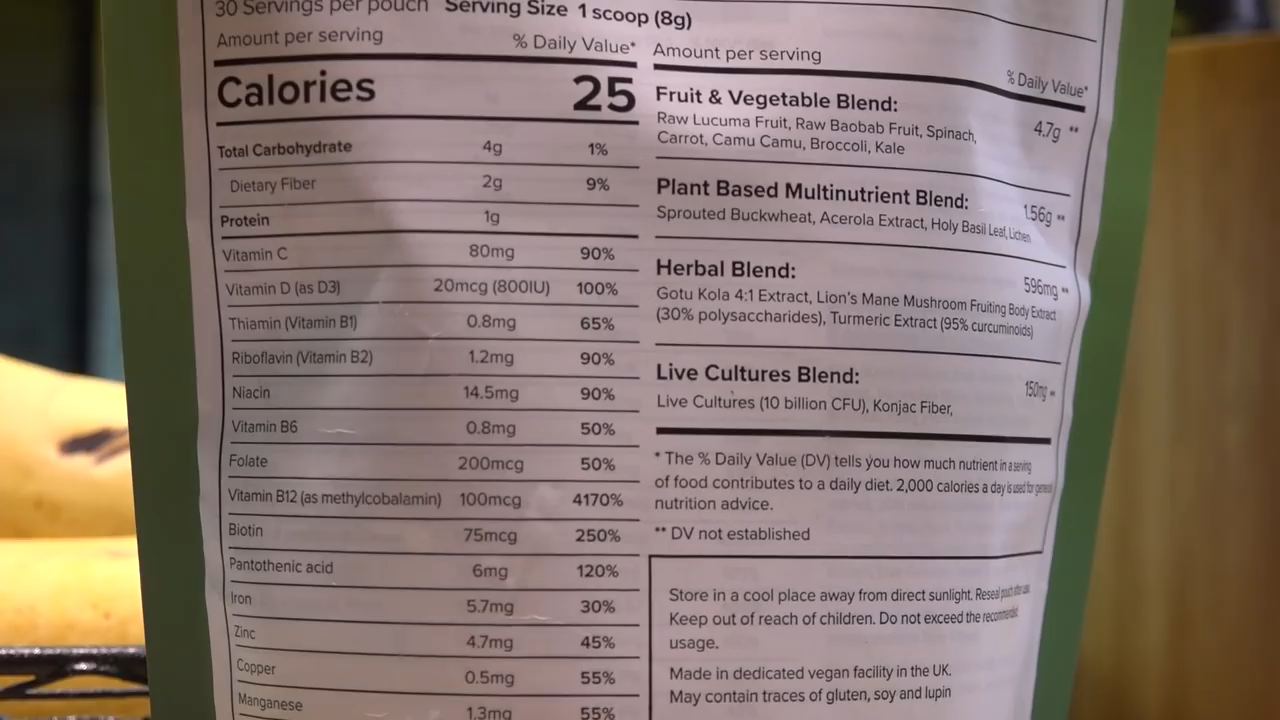 30 Servings per pouch Serving Size 1 scoop (8g)
Amount per serving % Daily Value*
Calories 25
Total Carbohydrate 4g 1%
Dietary Fiber 2g 9%
Protein 1g
Vitamin C 80mg 90%
Vitamin D (as D3) 20mcg (800IU) 100%
Thiamin (Vitamin B1) 0.8mg 65%
Riboflavin (Vitamin B2) 1.2mg 90%
Niacin 14.5mg 90%
Vitamin B6 0.8mg 50%
Folate 200mcg 50%
Vitamin B12 (as methylcobalamin) 100mcg 4170%
Biotin 75mcg 250%
Pantothenic acid 6mg 120%
Iron 5.7mg 30%
Zinc 4.7mg 45%
Copper 0.5mg 55%
Manganese 1.3mg 55%
Amount per serving
% Daily Value*
Fruit & Vegetable Blend: 4.7g **
Raw Lucuma Fruit, Raw Baobab Fruit, Spinach,
Carrot, Camu Camu, Broccoli, Kale
Plant Based Multinutrient Blend: 1.56g **
Sprouted Buckwheat, Acerola Extract, Holy Basil Leaf, Lichen
Herbal Blend: 596mg **
Gotu Kola 4:1 Extract, Lion's Mane Mushroom Fruiting Body Extract
(30% polysaccharides), Turmeric Extract (95% curcuminoids)
Live Cultures Blend: 150mg **
Live Cultures (10 billion CFU), Konjac Fiber,
* The % Daily Value (DV) tells you how much nutrient in a serving
of food contributes to a daily diet. 2,000 calories a day is used for general
nutrition advice.
** DV not established
Store in a cool place away from direct sunlight. Reseal pouch after use.
Keep out of reach of children. Do not exceed the recommended
usage.
Made in dedicated vegan facility in the UK.
May contain traces of gluten, soy and lupin